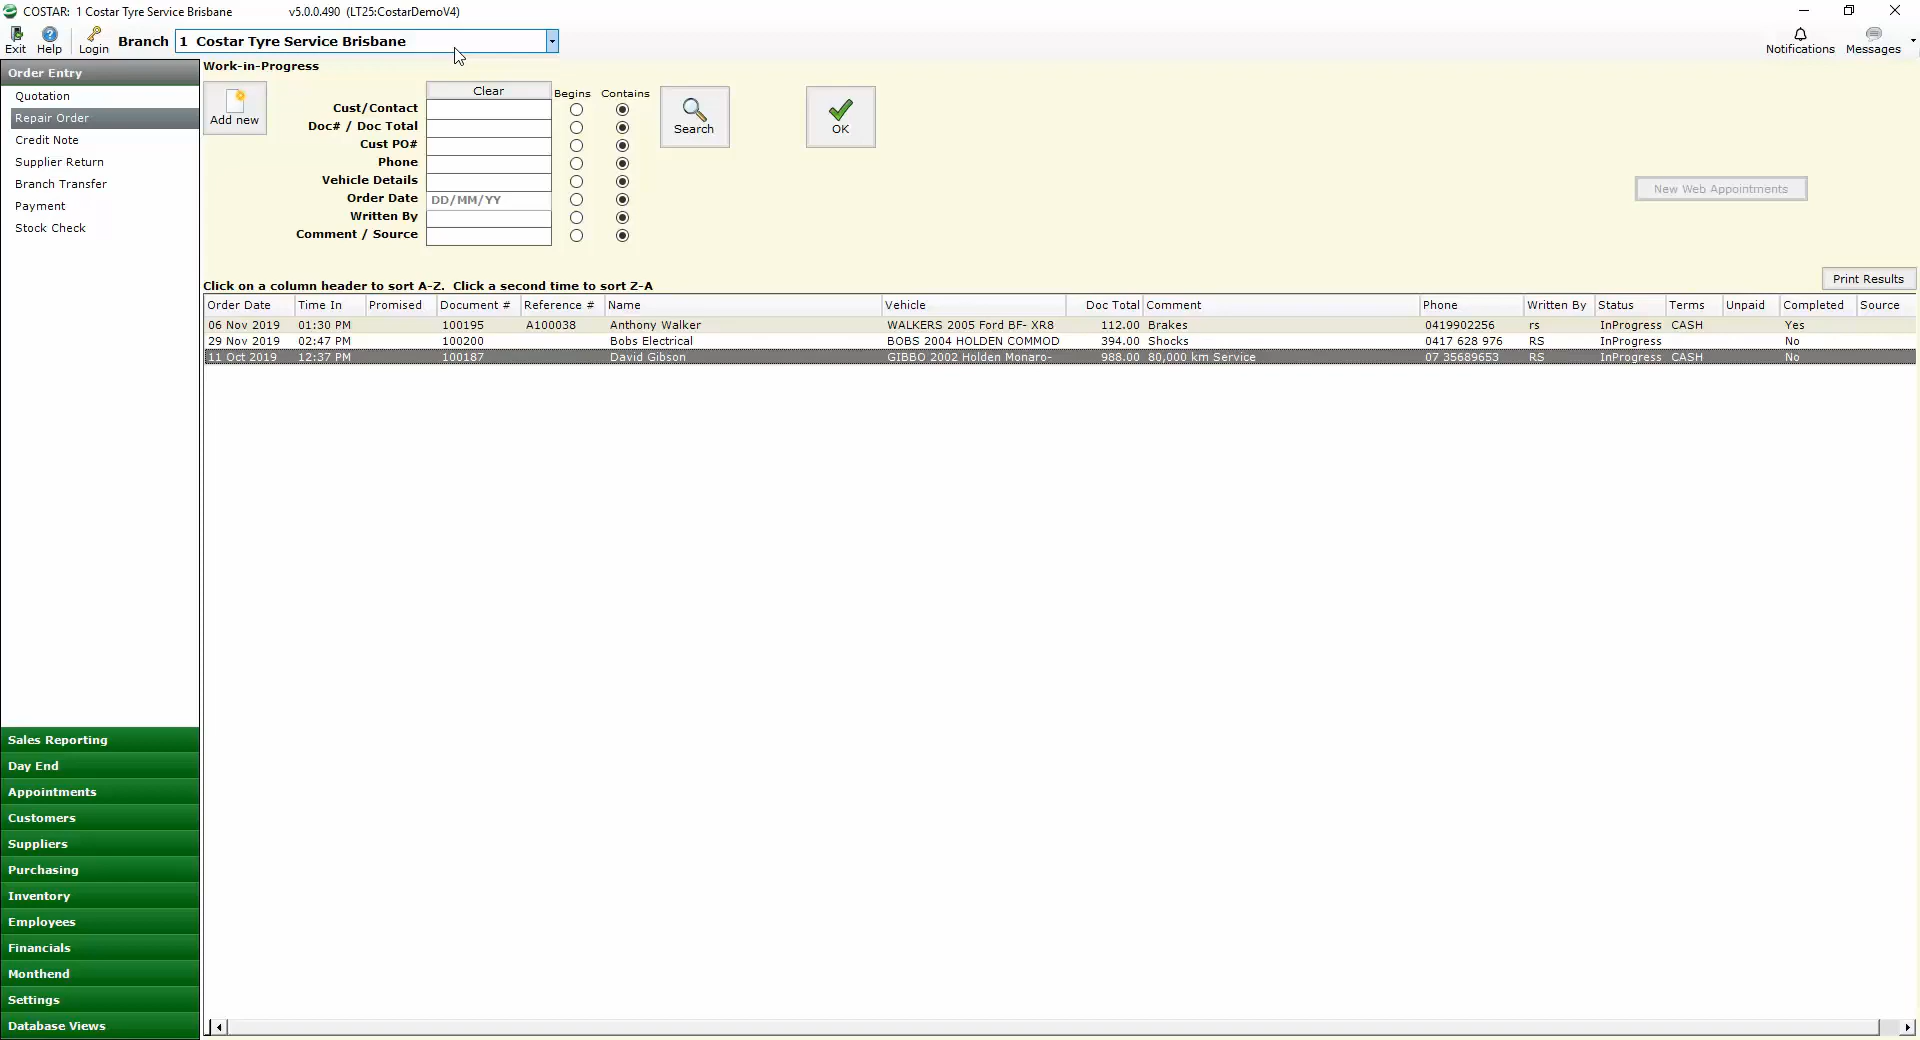 COSTAR: 1 Costar Tyre Service Brisbane v5.0.0.490 (LT25:CostarDemoV4)
Exit Help Login Branch 1 Costar Tyre Service Brisbane Notifications Messages
Order Entry
Quotation
Repair Order
Credit Note
Supplier Return
Branch Transfer
Payment
Stock Check
Sales Reporting
Day End
Appointments
Customers
Suppliers
Purchasing
Inventory
Employees
Financials
Monthend
Settings
Database Views
Work-in-Progress
Add new
Clear Begins Contains
Cust/Contact
Doc# / Doc Total
Cust PO#
Phone
Vehicle Details
Order Date DD/MM/YY
Written By
Comment / Source
Search
OK
New Web Appointments
Print Results
Click on a column header to sort A-Z. Click a second time to sort Z-A
Order Date Time In Promised Document # Reference # Name Vehicle Doc Total Comment Phone Written By Status Terms Unpaid Completed Source
06 Nov 2019 01:30 PM 100195 A100038 Anthony Walker WALKERS 2005 Ford BF- XR8 112.00 Brakes 0419902256 rs InProgress CASH Yes
29 Nov 2019 02:47 PM 100200 Bobs Electrical BOBS 2004 HOLDEN COMMOD 394.00 Shocks 0417 628 976 RS InProgress No
11 Oct 2019 12:37 PM 100187 David Gibson GIBBO 2002 Holden Monaro- 988.00 80,000 km Service 07 35689653 RS InProgress CASH No